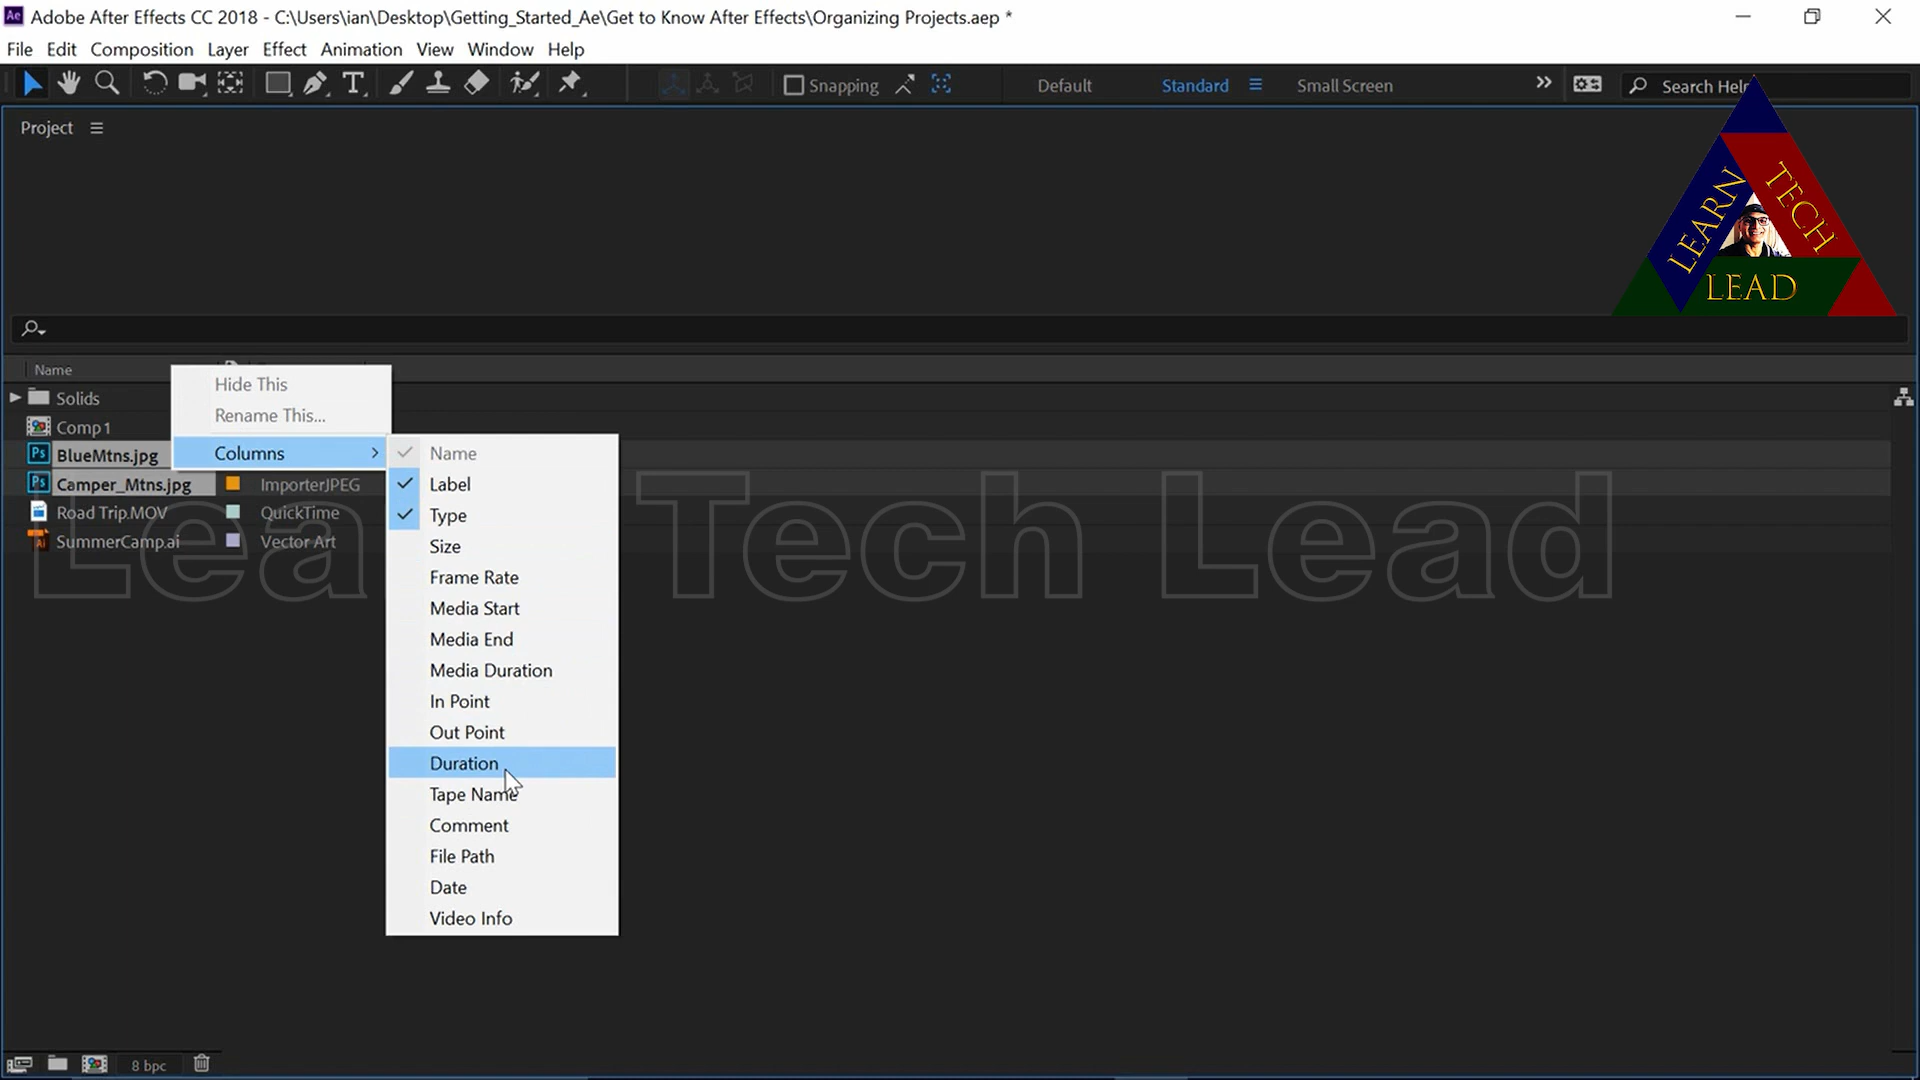 Adobe After Effects CC 2018 - C:\Users\ian\Desktop\Getting_Started_Ae\Get to Know After Effects\Organizing Projects.aep *
File Edit Composition Layer Effect Animation View Window Help
Snapping Default Standard Small Screen Search Help
Project
LEARN
TECH
LEAD
Name
Hide This
Solids
Rename This...
Comp1
Columns
BlueMtns.jpg
Camper_Mtns.jpg ImporterJPEG
Road Trip.MOV QuickTime
SummerCamp.ai Vector Art
Name
Label
Type
Size
Frame Rate
Media Start
Media End
Media Duration
In Point
Out Point
Duration
Tape Name
Comment
File Path
Date
Video Info
Tech Lead
8 bpc